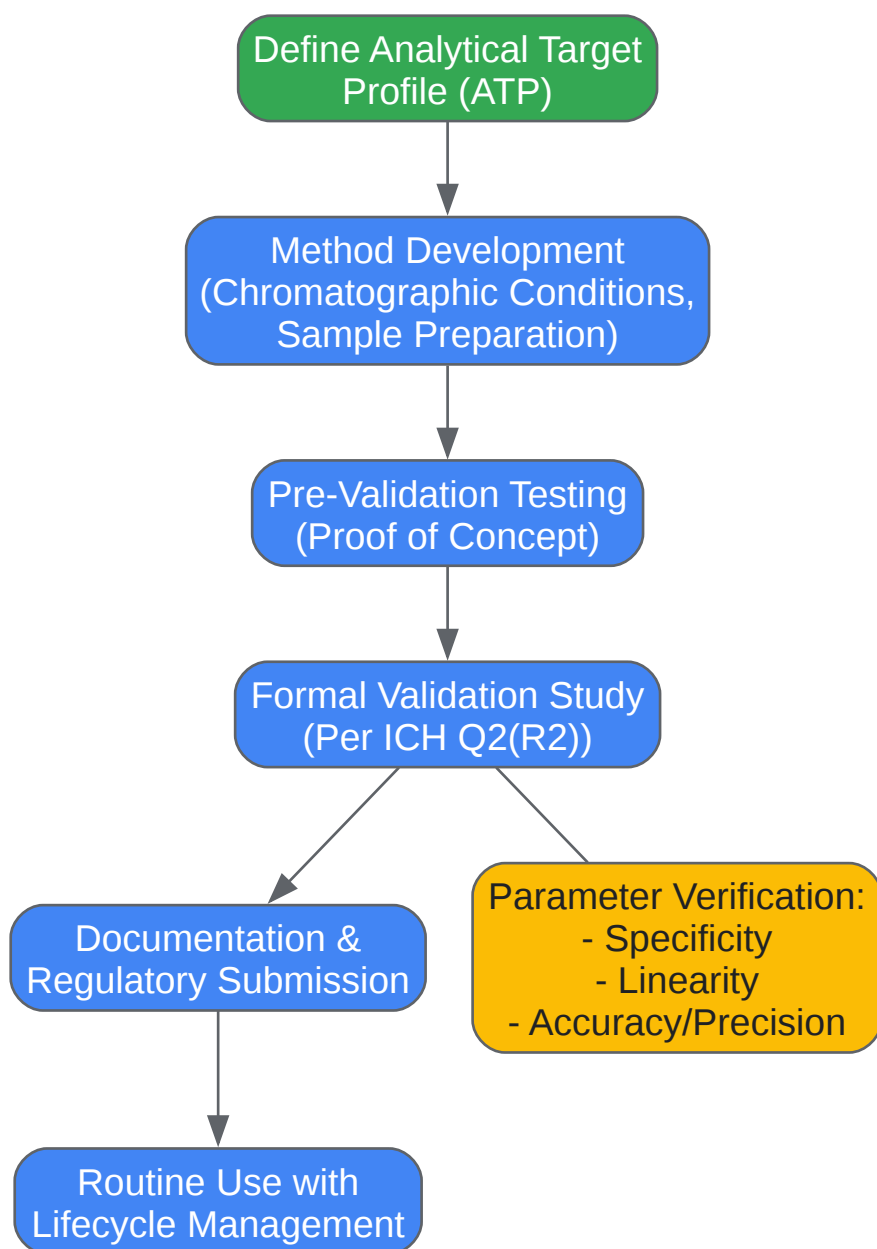 Define Analytical Target
Profile (ATP)
Method Development
(Chromatographic Conditions,
Sample Preparation)
Pre-Validation Testing
(Proof of Concept)
Formal Validation Study
(Per ICH Q2(R2))
Documentation &
Regulatory Submission
Parameter Verification:
- Specificity
- Linearity
- Accuracy/Precision
Routine Use with
Lifecycle Management